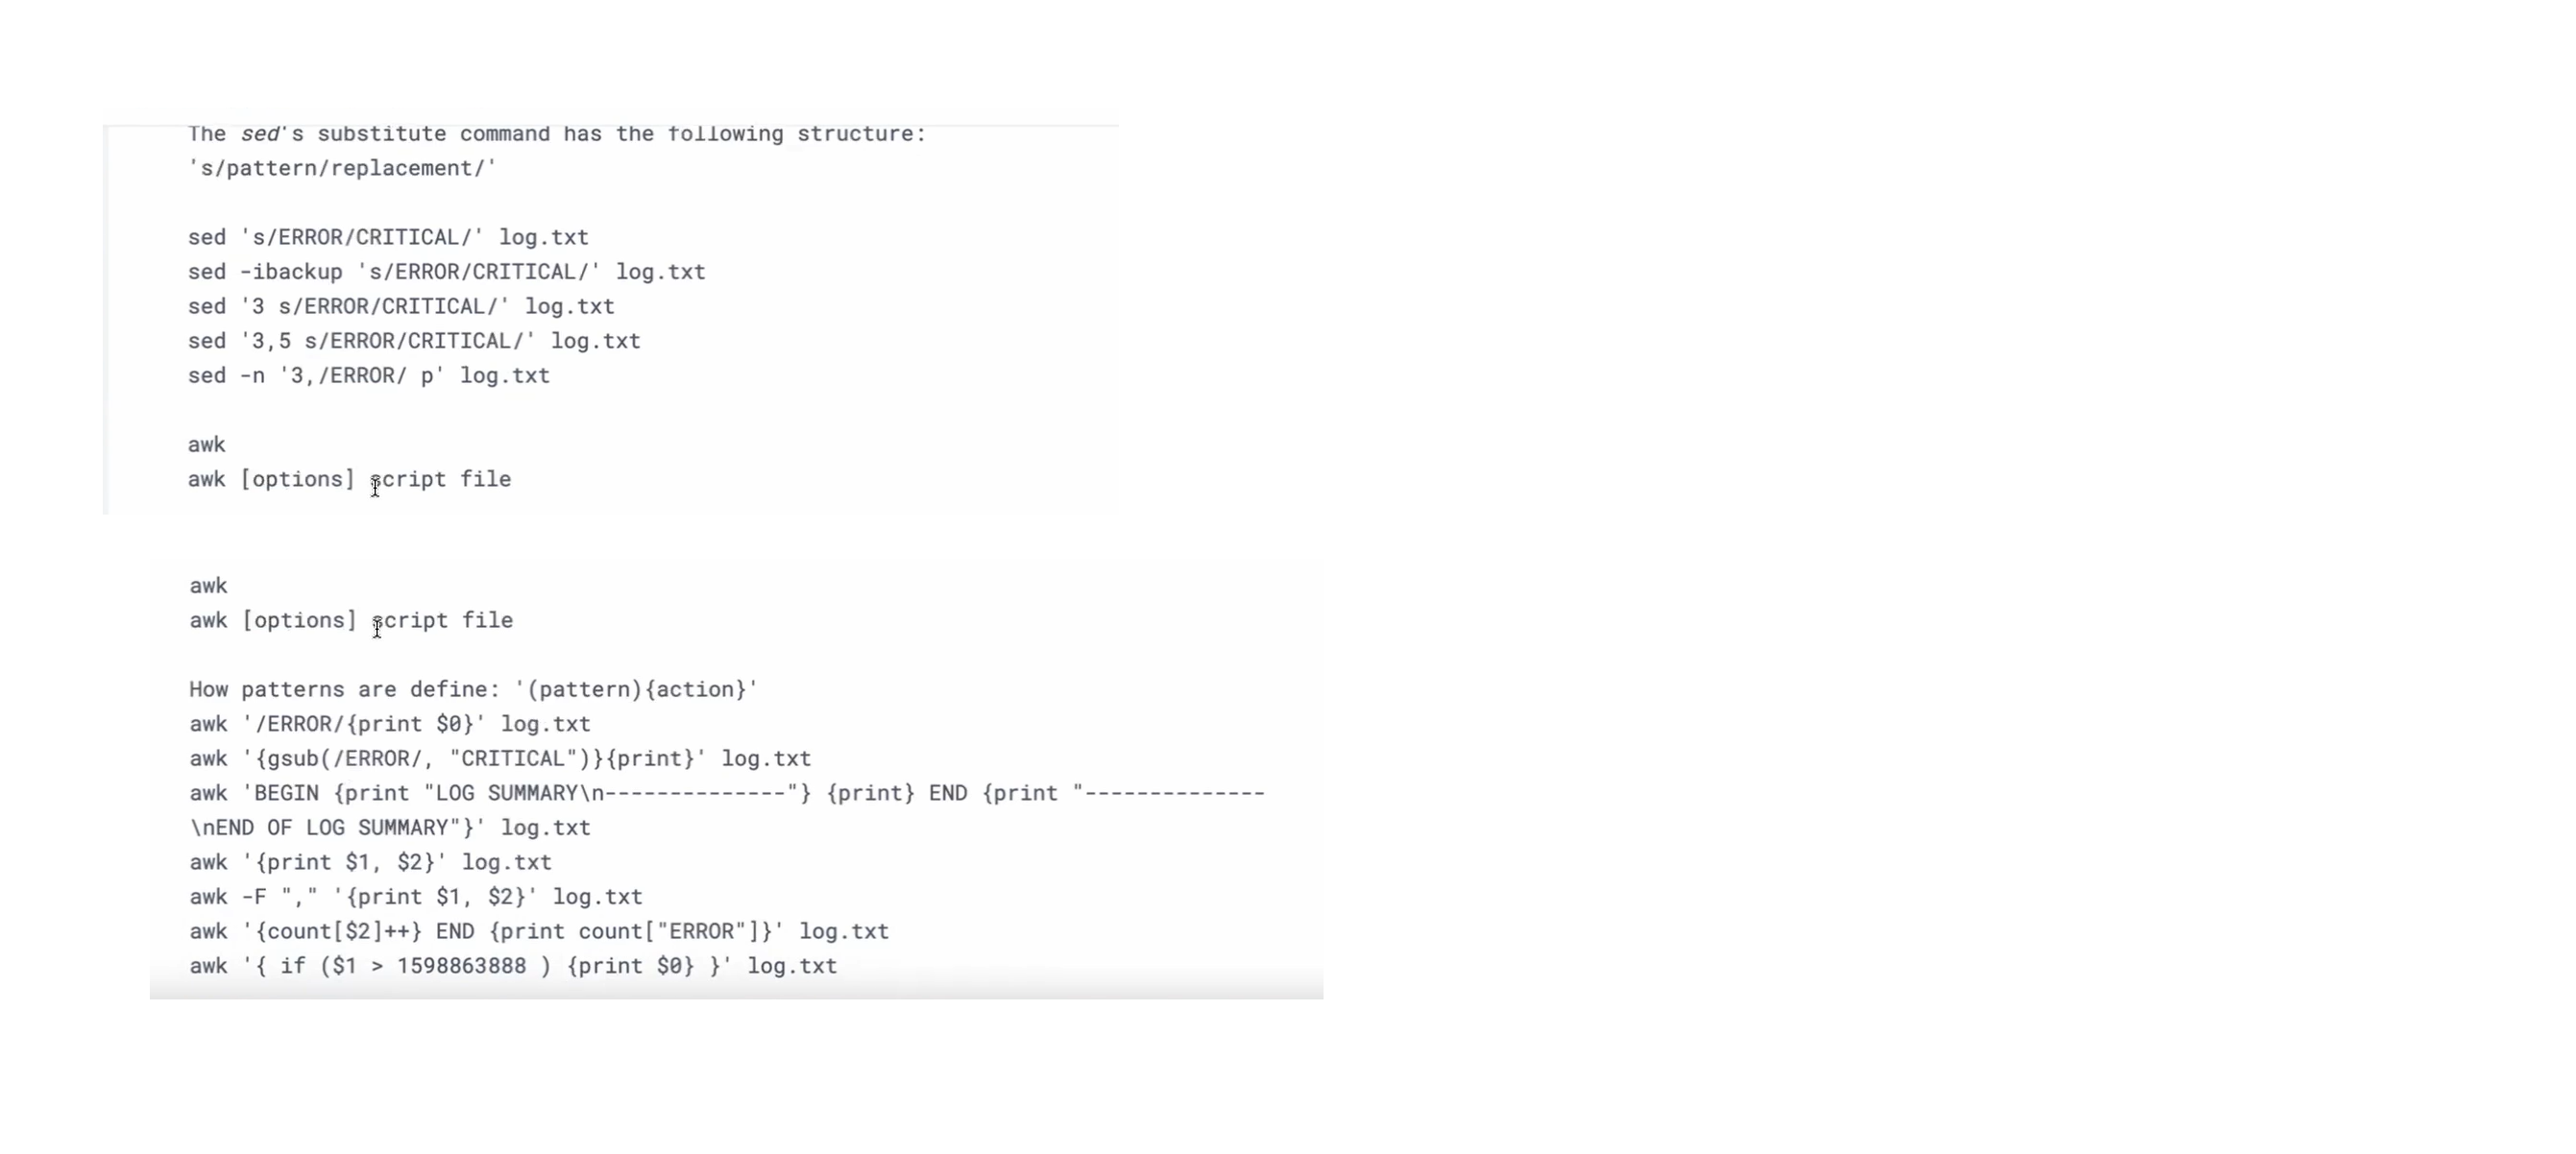 The sed's substitute command has the following structure:
's/pattern/replacement/'
sed 's/ERROR/CRITICAL/' log.txt
sed -ibackup 's/ERROR/CRITICAL/' log.txt
sed '3 s/ERROR/CRITICAL/' log.txt
sed '3,5 s/ERROR/CRITICAL/' log.txt
sed -n '3,/ERROR/ p' log.txt
awk
awk [options] script file
awk
awk [options] script file
How patterns are define: '(pattern){action}'
awk '/ERROR/{print $0}' log.txt
awk '{gsub(/ERROR/, "CRITICAL")}{print}' log.txt
awk 'BEGIN {print "LOG SUMMARY\n--------------"} {print} END {print "--------------
\nEND OF LOG SUMMARY"}' log.txt
awk '{print $1, $2}' log.txt
awk -F "," '{print $1, $2}' log.txt
awk '{count[$2]++} END {print count["ERROR"]}' log.txt
awk '{ if ($1 > 1598863888 ) {print $0} }' log.txt